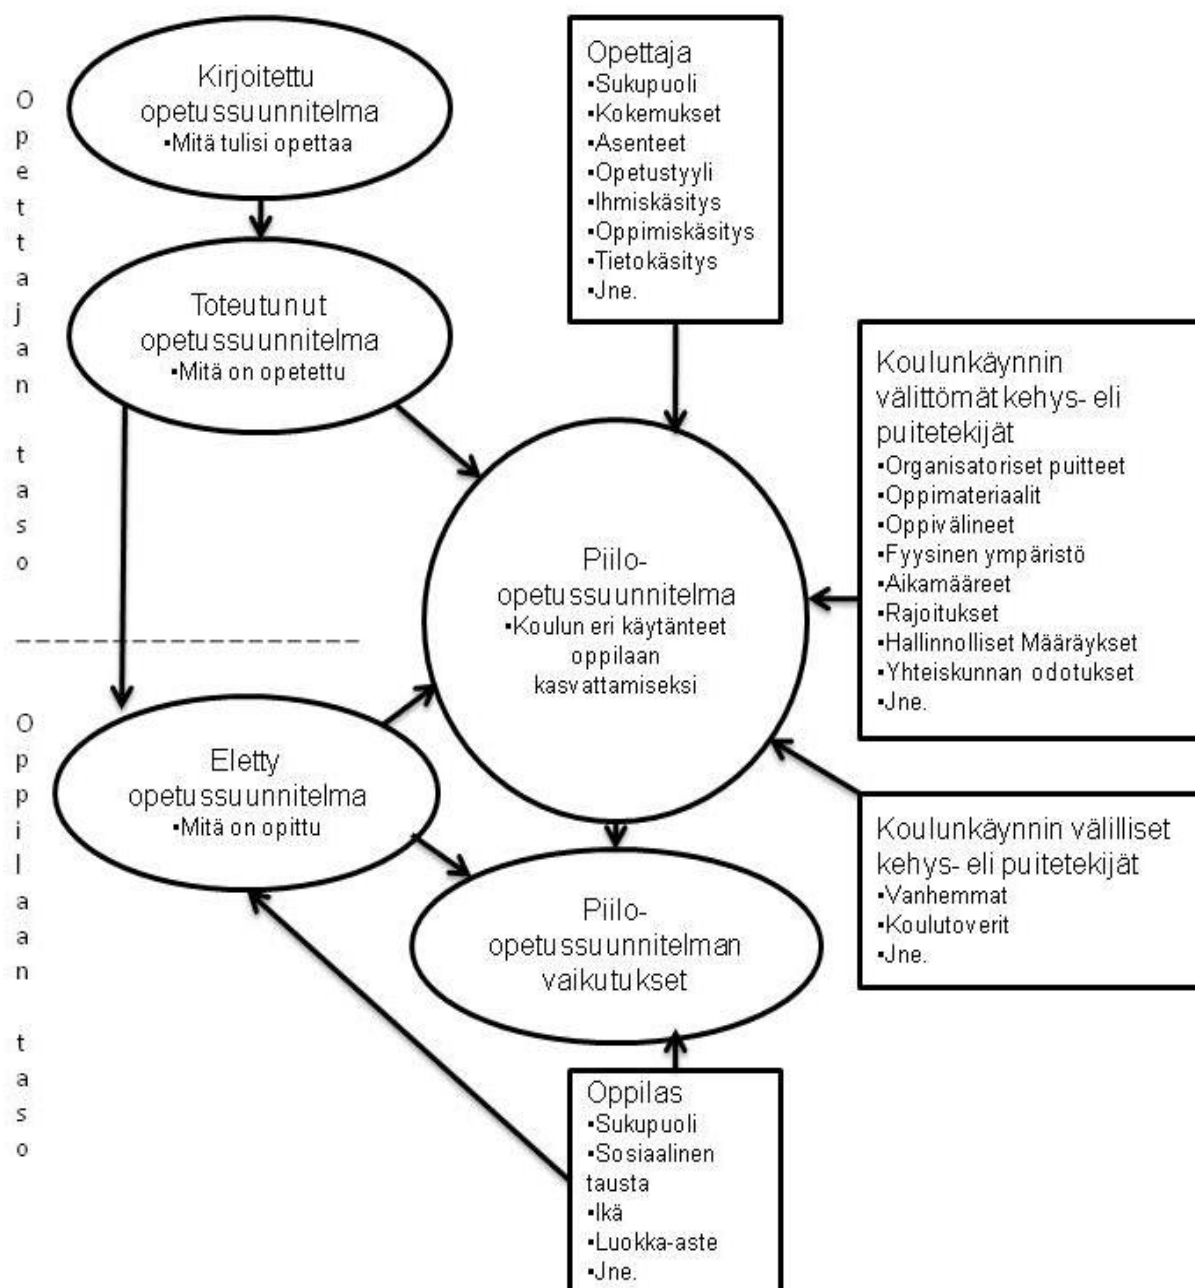 Opettajan taso
Kirjoitettu
opetussuunnitelma
▪Mitä tulisi opettaa
Toteutunut
opetussuunnitelma
▪Mitä on opetettu
Opettaja
▪Sukupuoli
▪Kokemukset
▪Asenteet
▪Opetustyyli
▪Ihmiskäsitys
▪Oppimiskäsitys
▪Tietokäsitys
▪Jne.
Koulunkäynnin
välittömät kehys- eli
puitetekijät
▪Organisatoriset puitteet
▪Oppimateriaalit
▪Oppivälineet
▪Fyysinen ympäristö
▪Aikamääreet
▪Rajoitukset
▪Hallinnolliset Määräykset
▪Yhteiskunnan odotukset
▪Jne.
Piilo-
opetussuunnitelma
▪Koulun eri käytänteet
oppilaan
kasvattamiseksi
Oppilaan taso
Eletty
opetussuunnitelma
▪Mitä on opittu
Koulunkäynnin välilliset
kehys- eli puitetekijät
▪Vanhemmat
▪Koulutoverit
▪Jne.
Piilo-
opetussuunnitelman
vaikutukset
Oppilas
▪Sukupuoli
▪Sosiaalinen
tausta
▪Ikä
▪Luokka-aste
▪Jne.